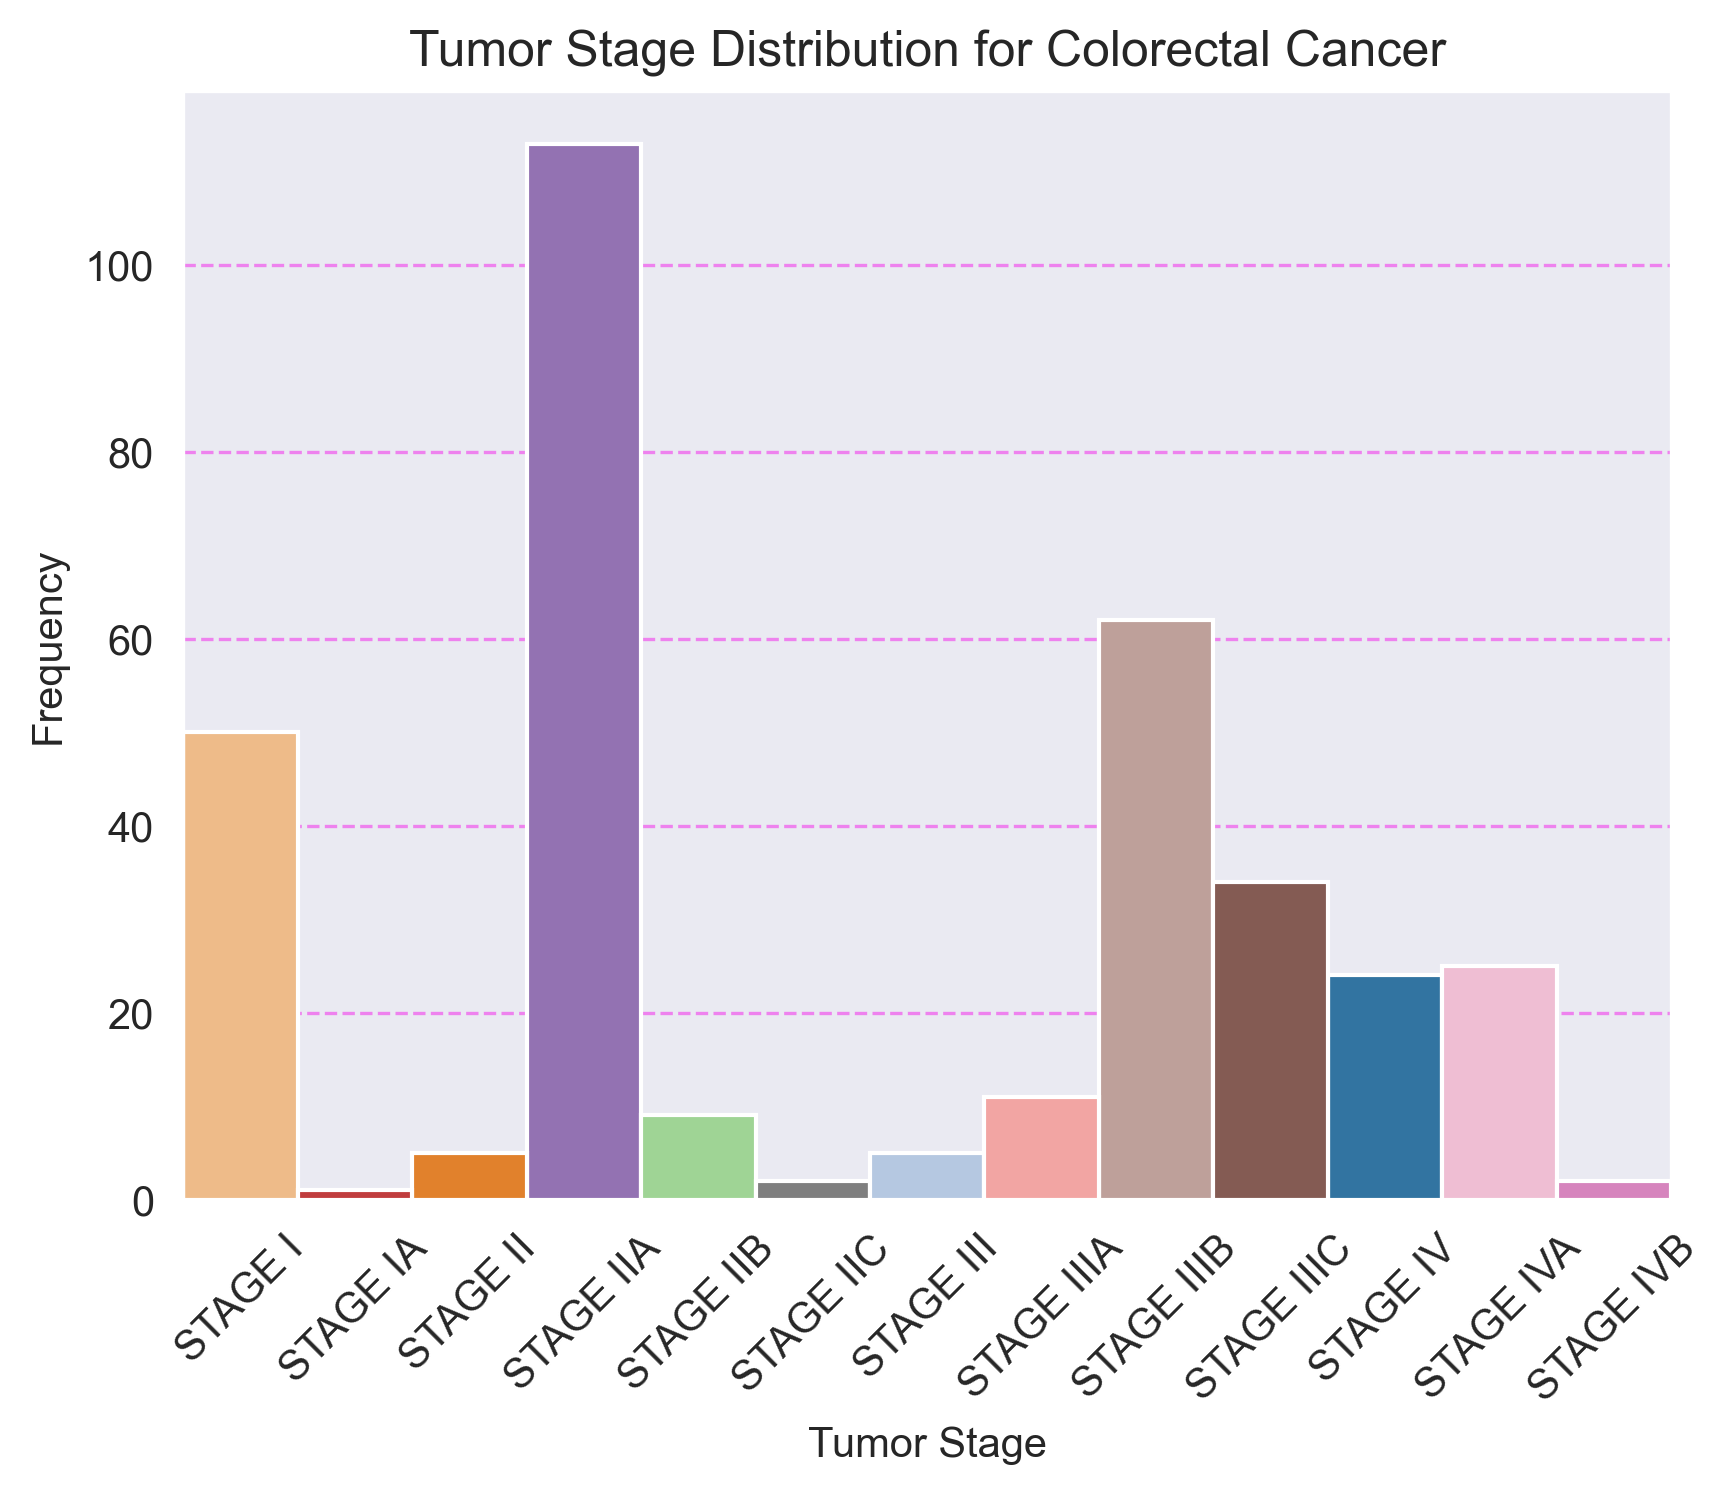 Tumor Stage Distribution for Colorectal Cancer
Frequency
100
80
60
40
20
0
STAGE I
STAGE IA
STAGE II
STAGE IIA
STAGE IIB
STAGE IIC
STAGE III
STAGE IIIA
STAGE IIIB
STAGE IIIC
STAGE IV
STAGE IVA
STAGE IVB
Tumor Stage